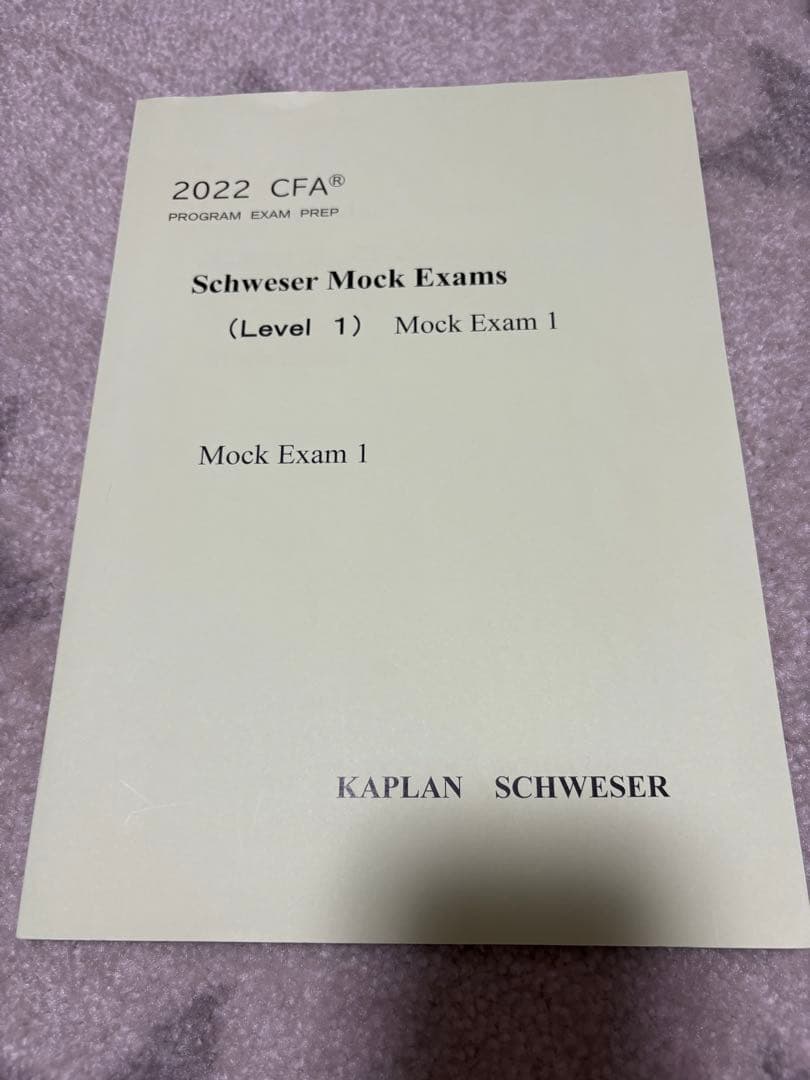 2022 CFA®
PROGRAM EXAM PREP
Schweser Mock Exams
（Level 1） Mock Exam 1
Mock Exam 1
KAPLAN SCHWESER